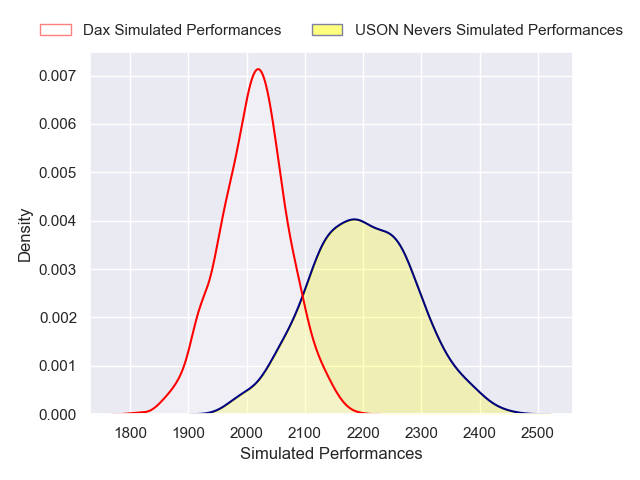 Dax Simulated Performances
USON Nevers Simulated Performances
0.007
0.006
0.005
0.004
0.003
0.002
0.001
0.000
Density
1800 1900 2000 2100 2200 2300 2400 2500
Simulated Performances